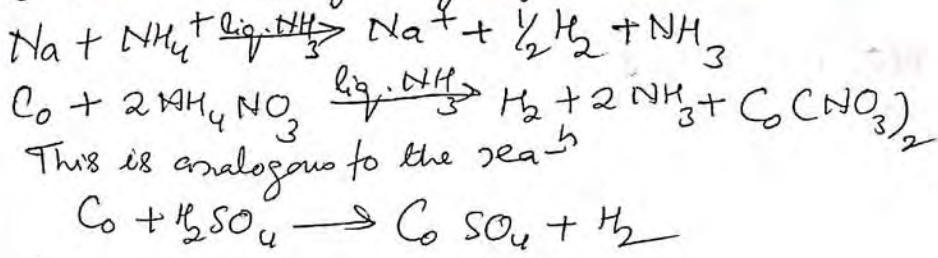 Na + NH₄⁺ liq. NH₃→ Na⁺ + ½ H₂ + NH₃
Co + 2 NH₄NO₃ liq. NH₃→ H₂ + 2 NH₃ + Co(NO₃)₂
This is analogous to the reaⁿ
Co + H₂SO₄ → Co SO₄ + H₂